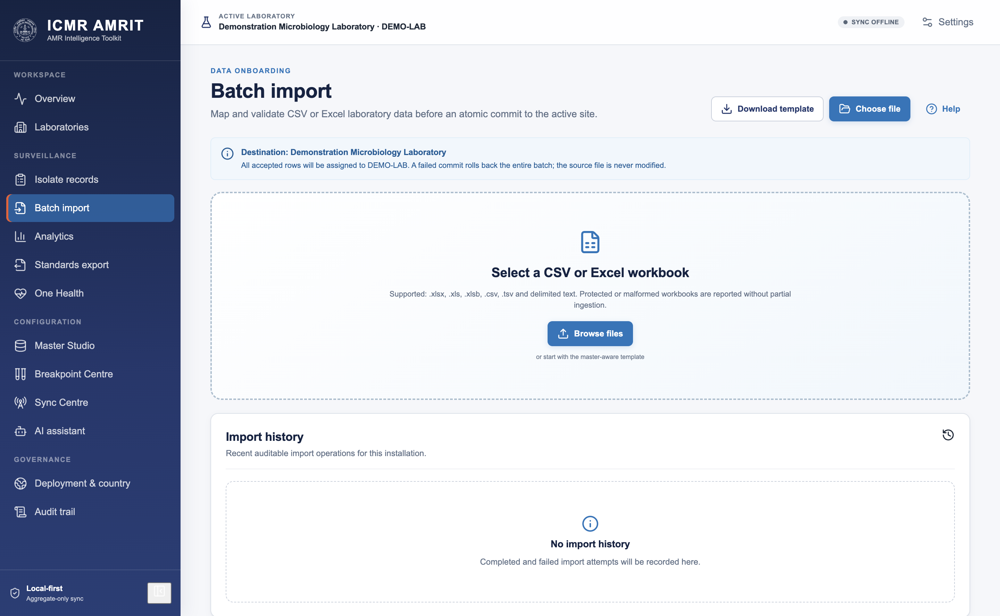 ICMR AMRIT
AMR Intelligence Toolkit
WORKSPACE
Overview
Laboratories
SURVEILLANCE
Isolate records
Batch import
Analytics
Standards export
One Health
CONFIGURATION
Master Studio
Breakpoint Centre
Sync Centre
AI assistant
GOVERNANCE
Deployment & country
Audit trail
Local-first
Aggregate-only sync
ACTIVE LABORATORY
Demonstration Microbiology Laboratory · DEMO-LAB
SYNC OFFLINE
Settings
DATA ONBOARDING
Batch import
Map and validate CSV or Excel laboratory data before an atomic commit to the active site.
Download template
Choose file
Help
Destination: Demonstration Microbiology Laboratory
All accepted rows will be assigned to DEMO-LAB. A failed commit rolls back the entire batch; the source file is never modified.
Select a CSV or Excel workbook
Supported: .xlsx, .xls, .xlsb, .csv, .tsv and delimited text. Protected or malformed workbooks are reported without partial
ingestion.
Browse files
or start with the master-aware template
Import history
Recent auditable import operations for this installation.
No import history
Completed and failed import attempts will be recorded here.